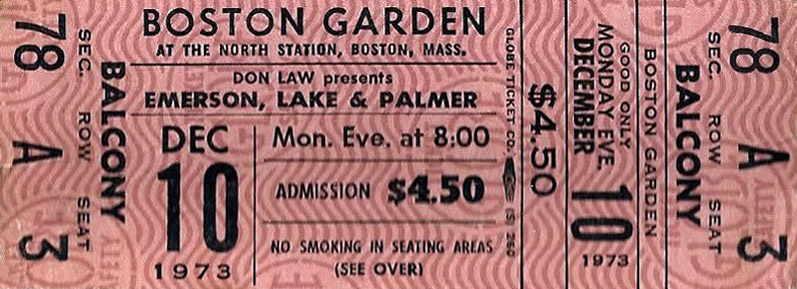 78 A 3
SEC. ROW SEAT
BALCONY
BOSTON GARDEN
AT THE NORTH STATION, BOSTON, MASS.
DON LAW presents
EMERSON, LAKE & PALMER
DEC
10
1973
Mon. Eve. at 8:00
ADMISSION $4.50
NO SMOKING IN SEATING AREAS
(SEE OVER)
GLOBE TICKET CO.
$4.50
DECEMBER 10
MONDAY EVE.
1973
GOOD ONLY
BOSTON GARDEN
BALCONY
SEC. ROW SEAT
78 A 3